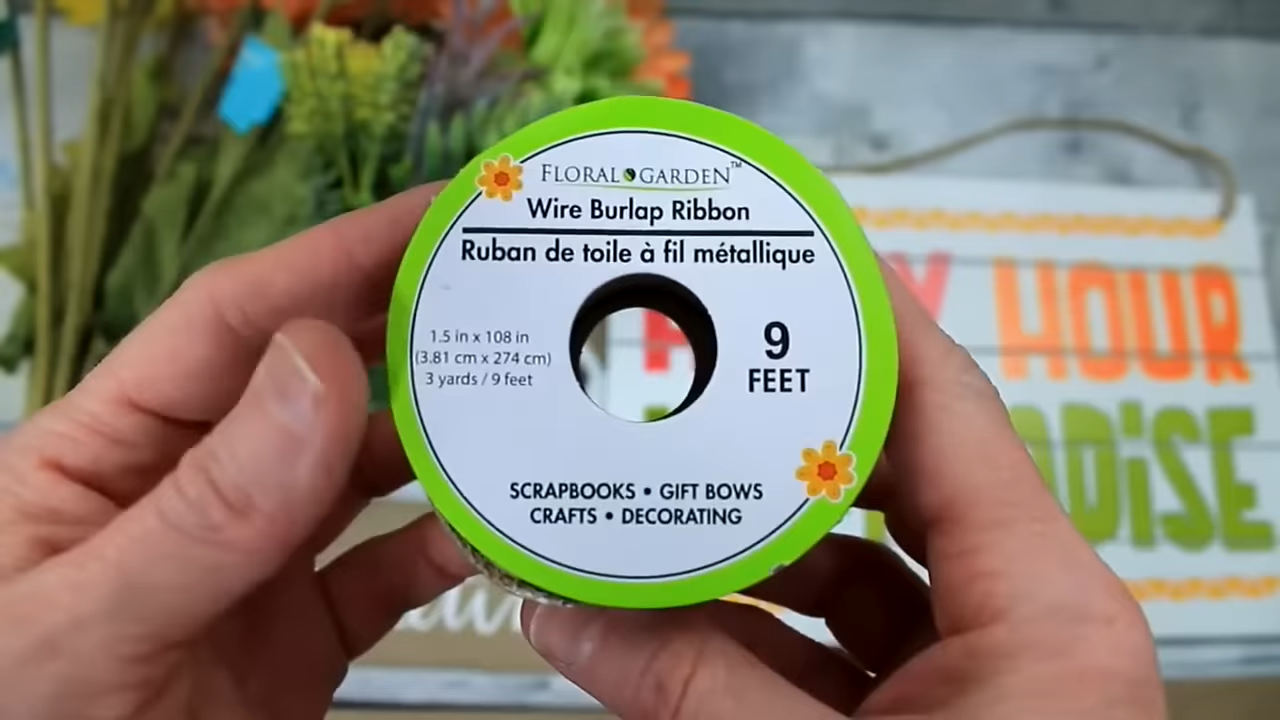 FLORAL GARDEN™
Wire Burlap Ribbon
Ruban de toile à fil métallique
1.5 in x 108 in
(3.81 cm x 274 cm)
3 yards / 9 feet
9
FEET
SCRAPBOOKS • GIFT BOWS
CRAFTS • DECORATING
HOUR